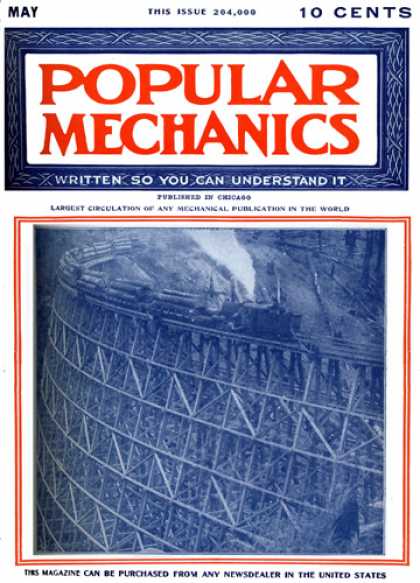 MAY THIS ISSUE 204,000 10 CENTS
POPULAR
MECHANICS
WRITTEN SO YOU CAN UNDERSTAND IT
PUBLISHED IN CHICAGO
LARGEST CIRCULATION OF ANY MECHANICAL PUBLICATION IN THE WORLD
THIS MAGAZINE CAN BE PURCHASED FROM ANY NEWSDEALER IN THE UNITED STATES